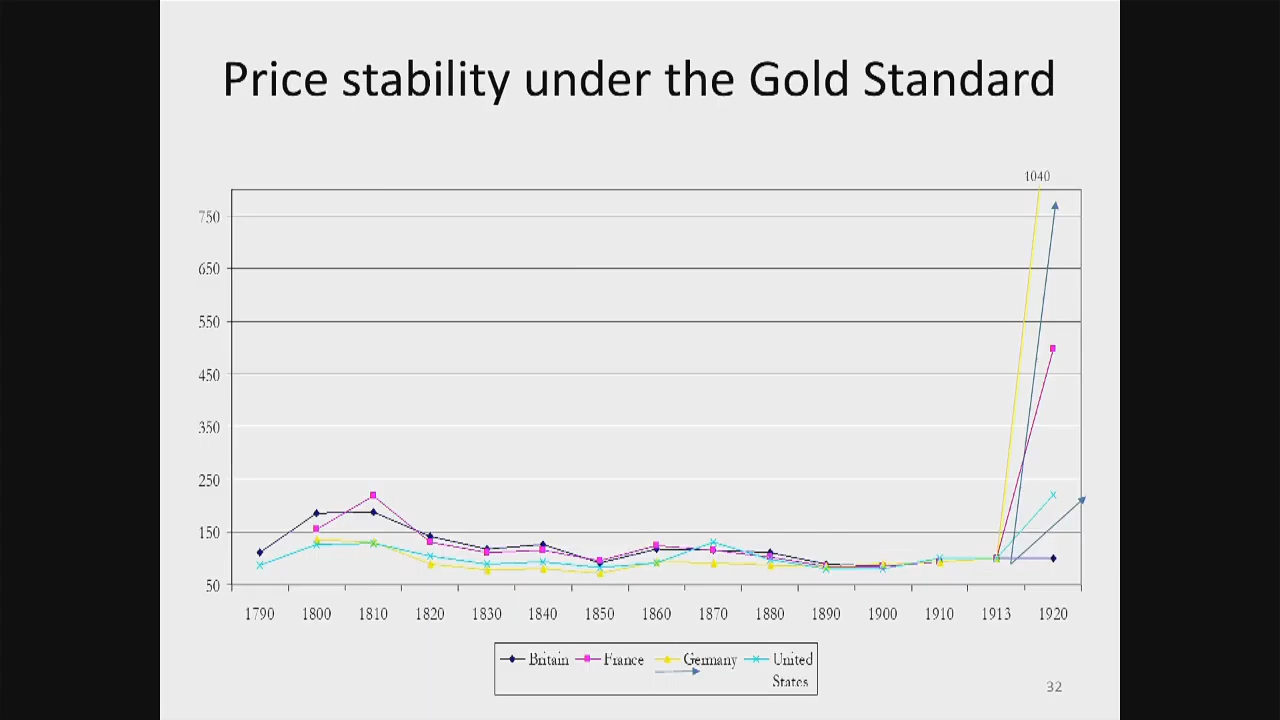 Price stability under the Gold Standard
1040
750
650
550
450
350
250
150
50
1790 1800 1810 1820 1830 1840 1850 1860 1870 1880 1890 1900 1910 1913 1920
Britain France Germany United
States
32